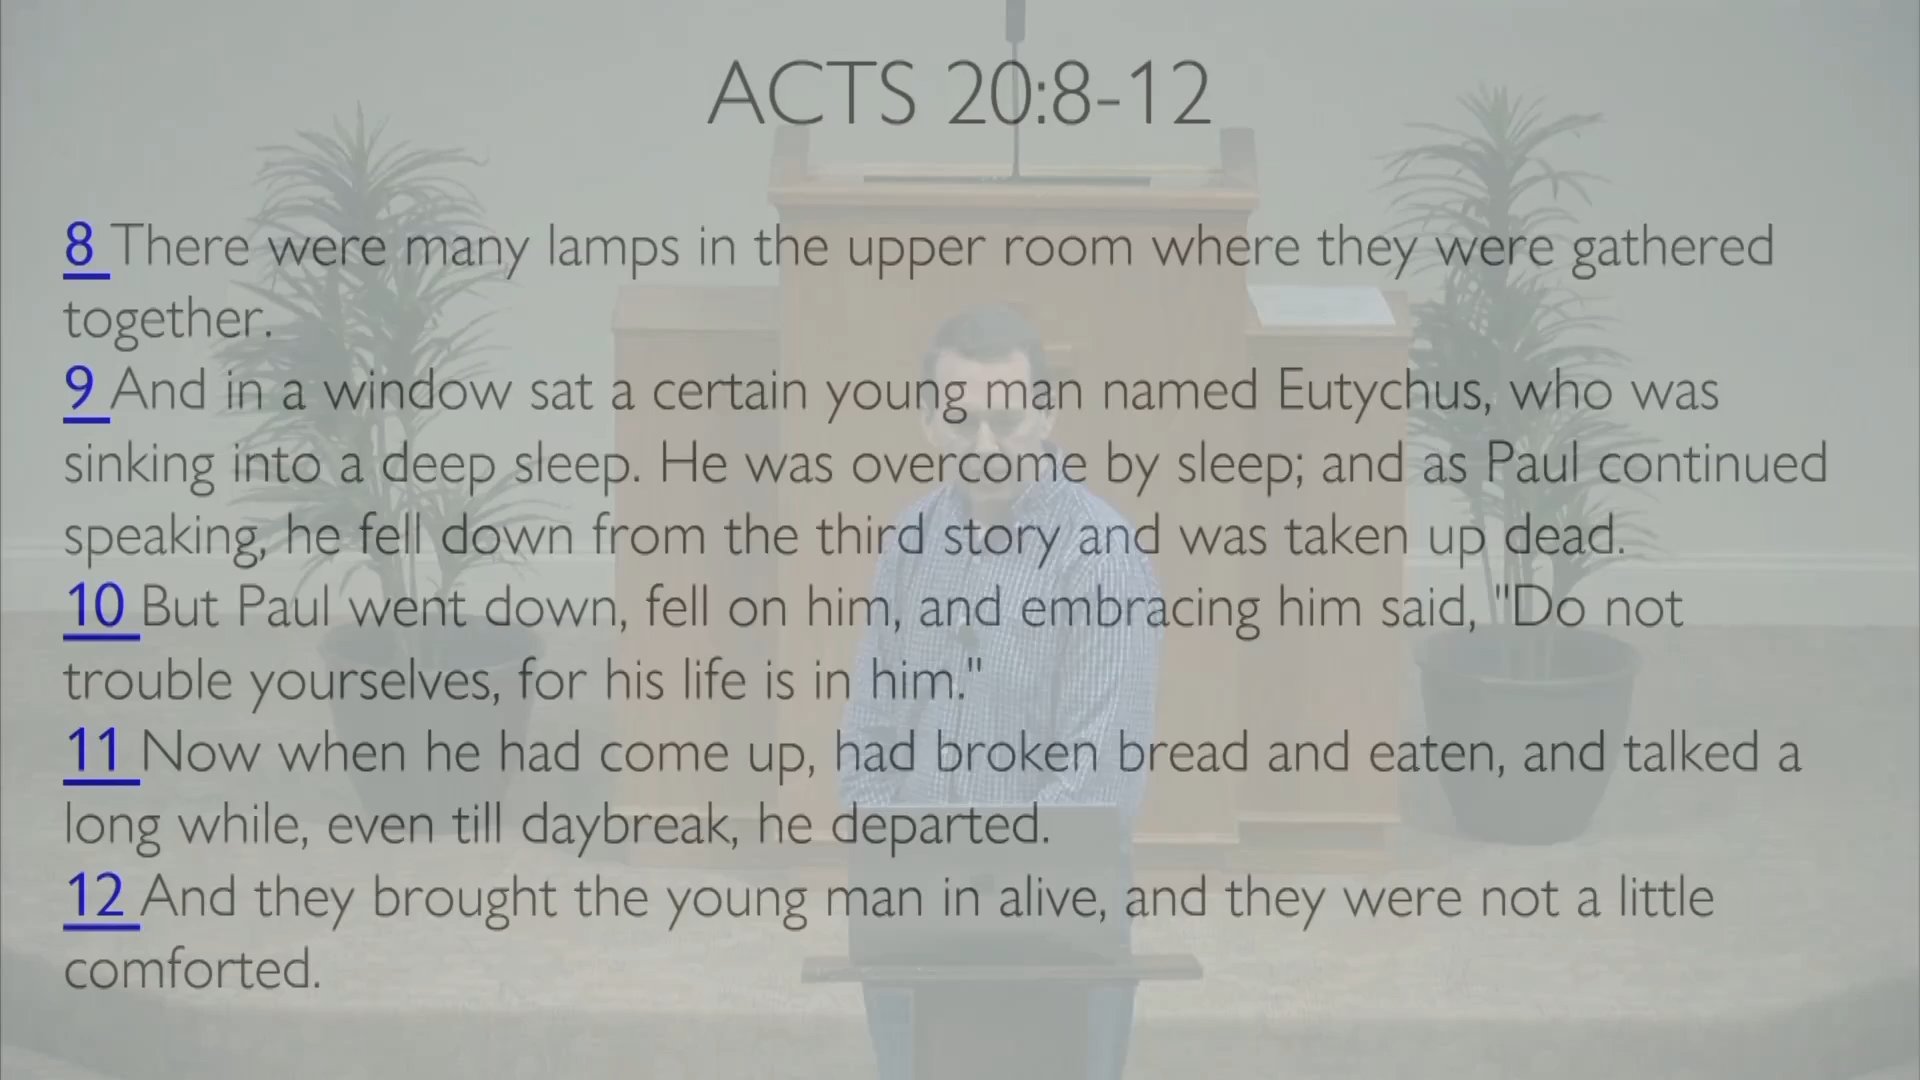 ACTS 20:8-12
8 There were many lamps in the upper room where they were gathered
together.
9 And in a window sat a certain young man named Eutychus, who was
sinking into a deep sleep. He was overcome by sleep; and as Paul continued
speaking, he fell down from the third story and was taken up dead.
10 But Paul went down, fell on him, and embracing him said, "Do not
trouble yourselves, for his life is in him."
11 Now when he had come up, had broken bread and eaten, and talked a
long while, even till daybreak, he departed.
12 And they brought the young man in alive, and they were not a little
comforted.